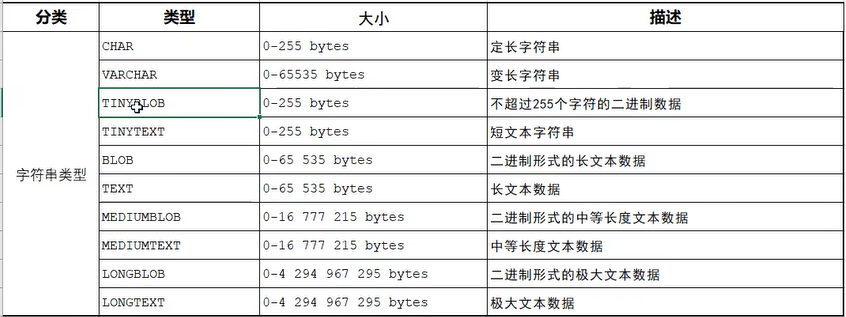 分类 类型 大小 描述
字符串类型
CHAR 0-255 bytes 定长字符串
VARCHAR 0-65535 bytes 变长字符串
TINYBLOB 0-255 bytes 不超过255个字符的二进制数据
TINYTEXT 0-255 bytes 短文本字符串
BLOB 0-65 535 bytes 二进制形式的长文本数据
TEXT 0-65 535 bytes 长文本数据
MEDIUMBLOB 0-16 777 215 bytes 二进制形式的中等长度文本数据
MEDIUMTEXT 0-16 777 215 bytes 中等长度文本数据
LONGBLOB 0-4 294 967 295 bytes 二进制形式的极大文本数据
LONGTEXT 0-4 294 967 295 bytes 极大文本数据